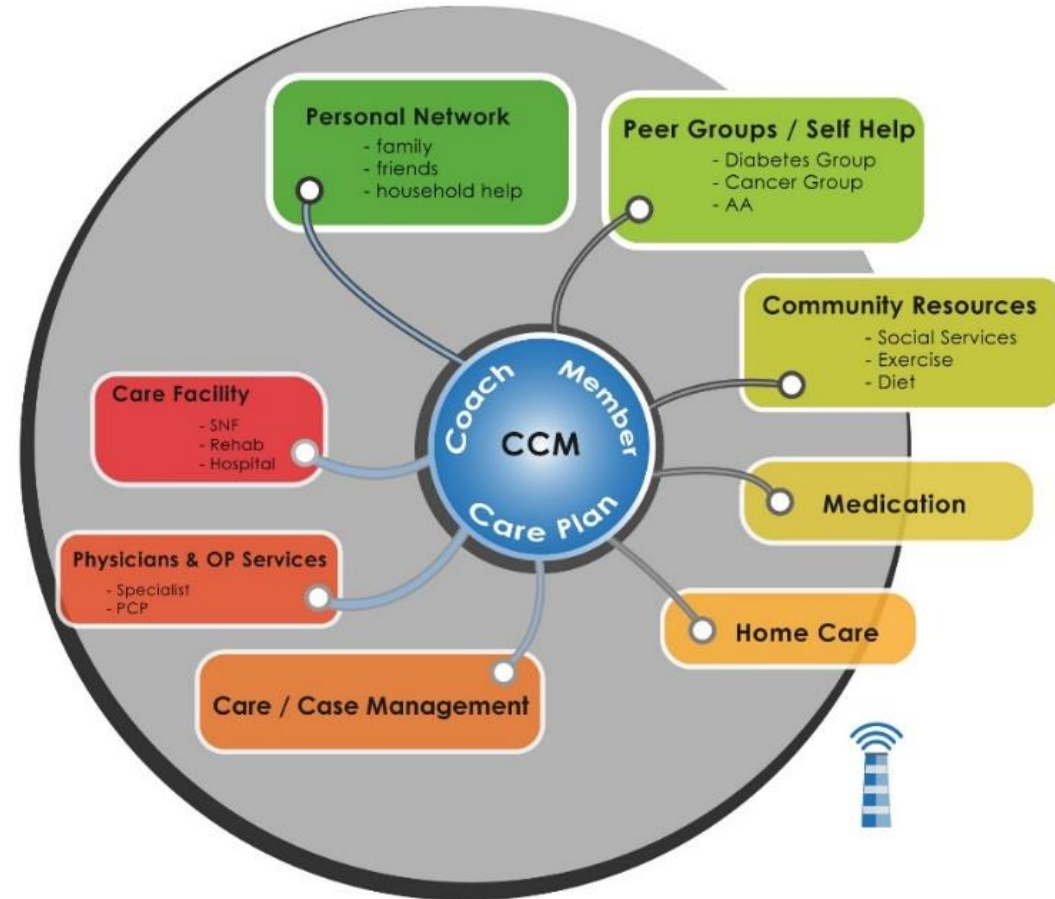 Personal Network
- family
- friends
- household help
Peer Groups / Self Help
- Diabetes Group
- Cancer Group
- AA
Community Resources
- Social Services
- Exercise
- Diet
Care Facility
- SNF
- Rehab
- Hospital
Coach
Member
CCM
Care Plan
Medication
Physicians & OP Services
- Specialist
- PCP
Home Care
Care / Case Management